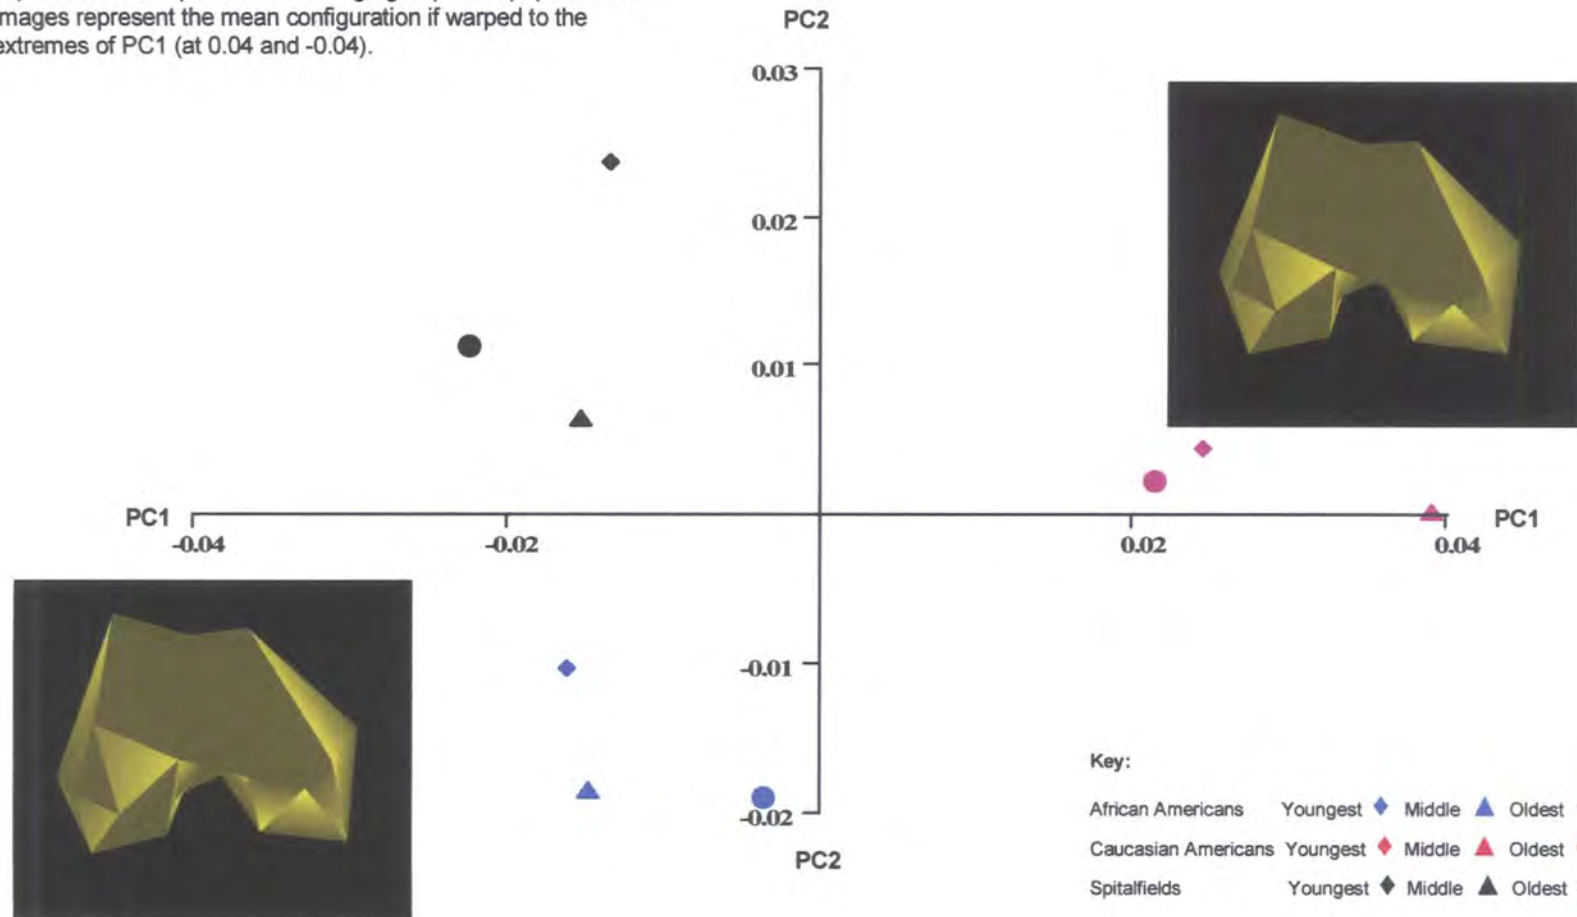 images represent the mean configuration if warped to the
extremes of PC1 (at 0.04 and -0.04).
PC2
0.03
0.02
0.01
PC1
-0.04
-0.02
0.02
0.04
PC1
-0.01
-0.02
PC2
Key:
African Americans Youngest Middle Oldest
Caucasian Americans Youngest Middle Oldest
Spitalfields Youngest Middle Oldest